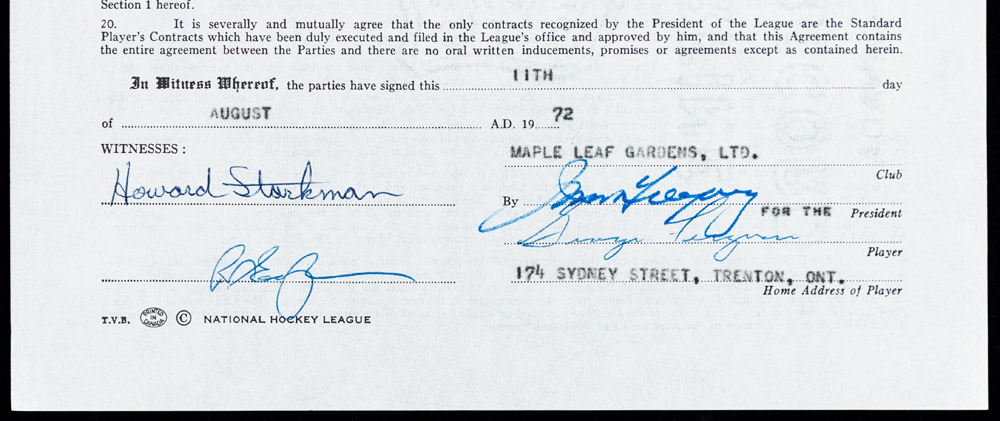 Section 1 hereof.
20. It is severally and mutually agree that the only contracts recognized by the President of the League are the Standard
Player's Contracts which have been duly executed and filed in the League's office and approved by him, and that this Agreement contains
the entire agreement between the Parties and there are no oral written inducements, promises or agreements except as contained herein.
In Witness Whereof, the parties have signed this 11TH day
of AUGUST A.D. 19 72
WITNESSES :
MAPLE LEAF GARDENS, LTD.
Club
Howard Starkman
By
FOR THE President
George Ferguson
Player
174 SYDNEY STREET, TRENTON, ONT.
Home Address of Player
T.V.B. PRINTED IN CANADA © NATIONAL HOCKEY LEAGUE